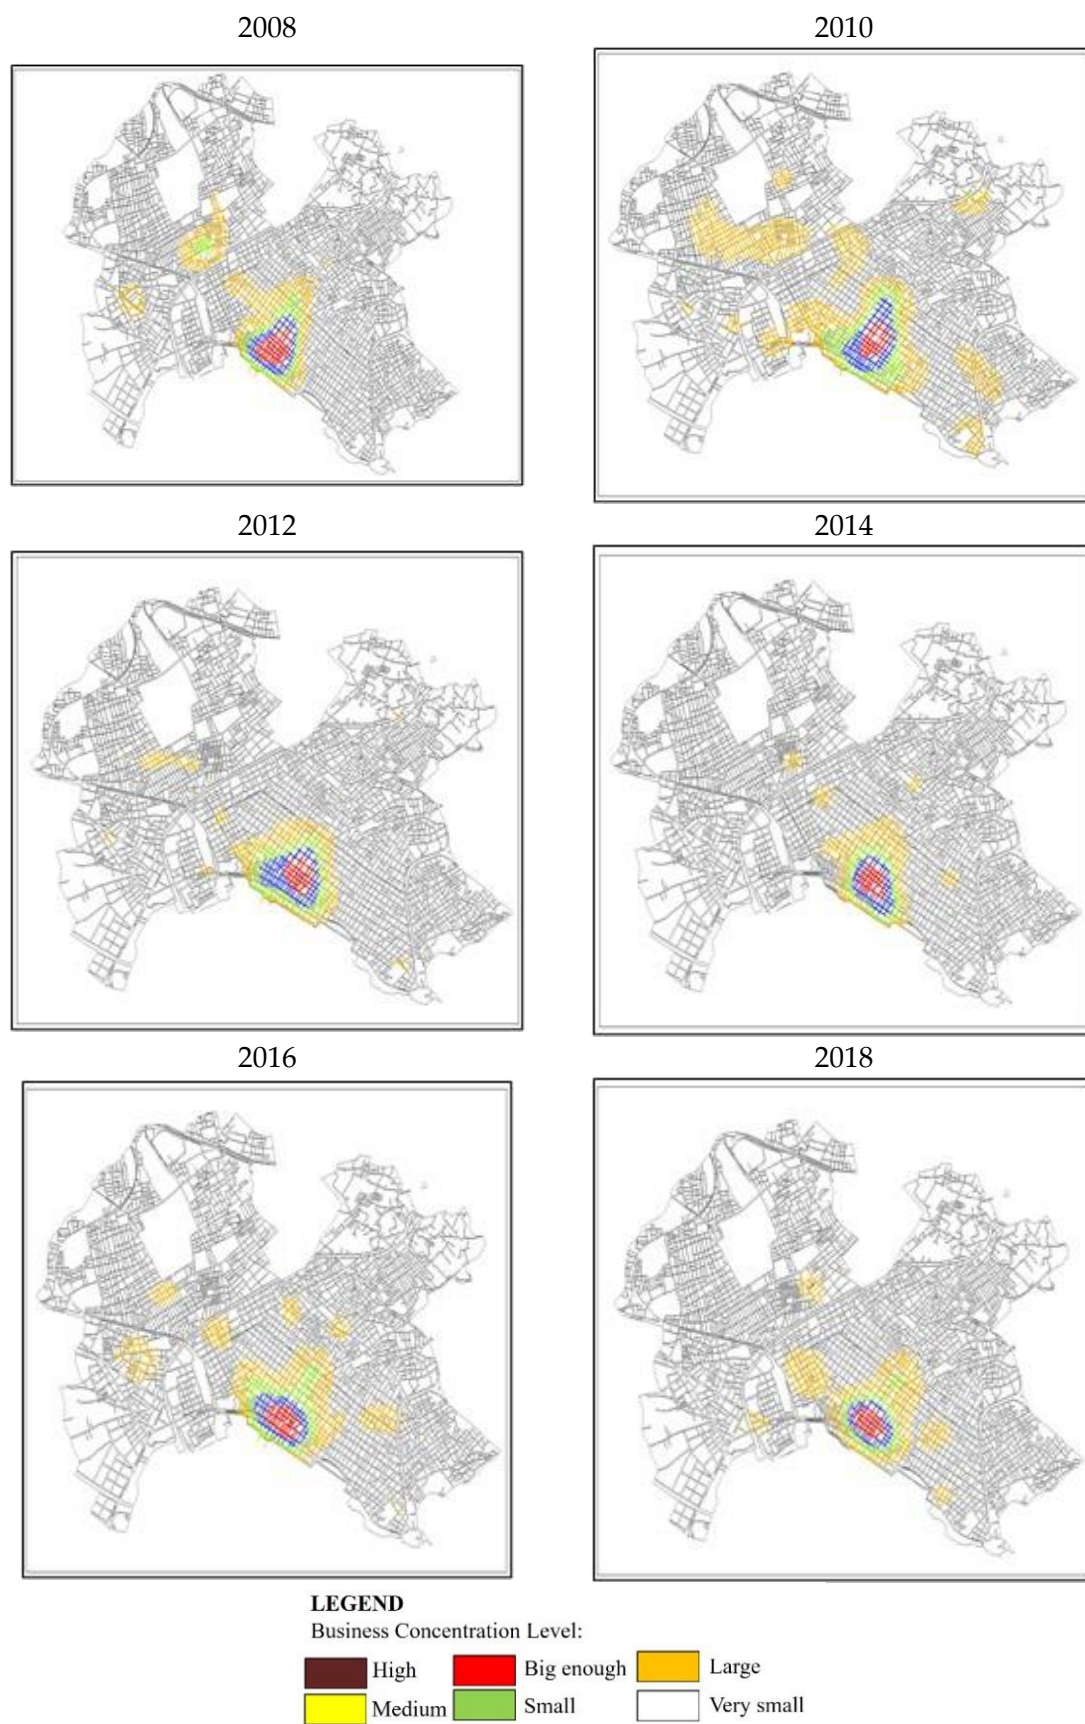 2008 2010
2012 2014
2016 2018
LEGEND
Business Concentration Level:
High Big enough Large
Medium Small Very small